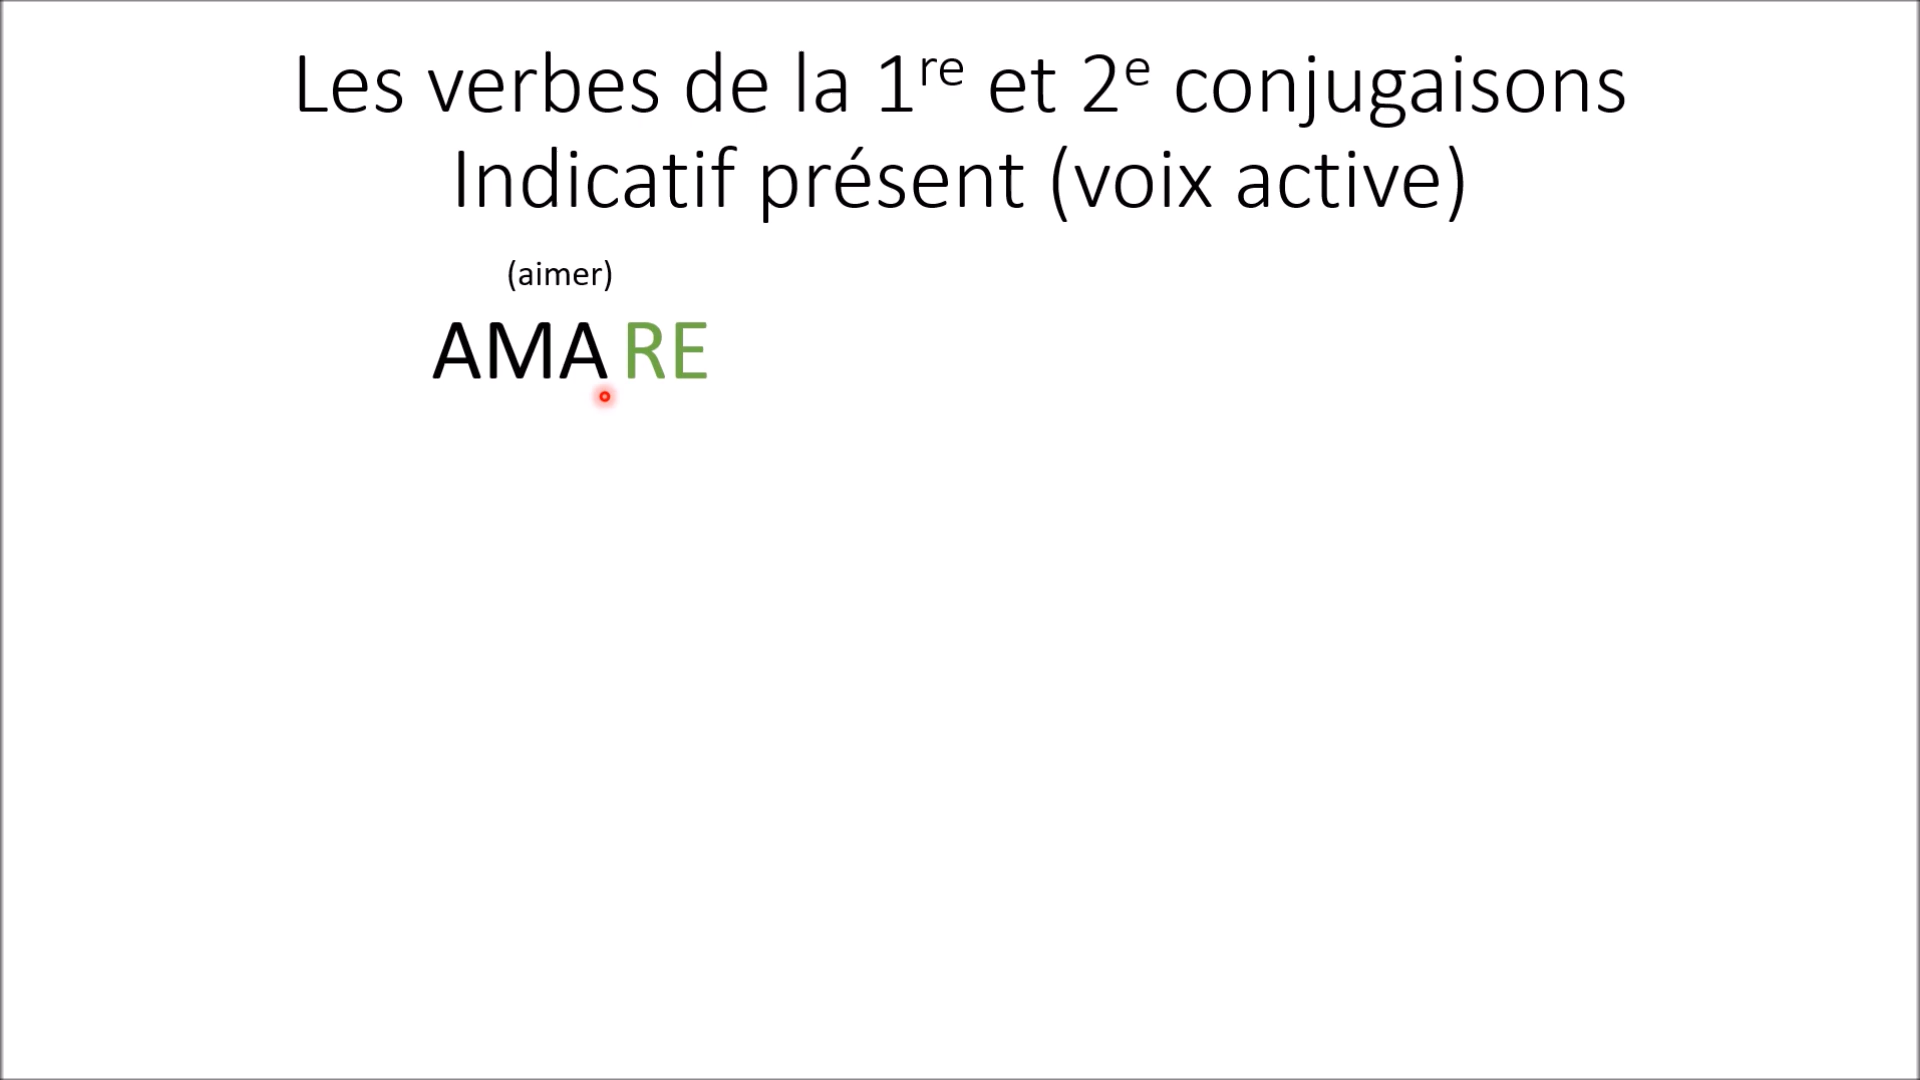 Les verbes de la 1re et 2e conjugaisons
Indicatif présent (voix active)
(aimer)
AMA RE